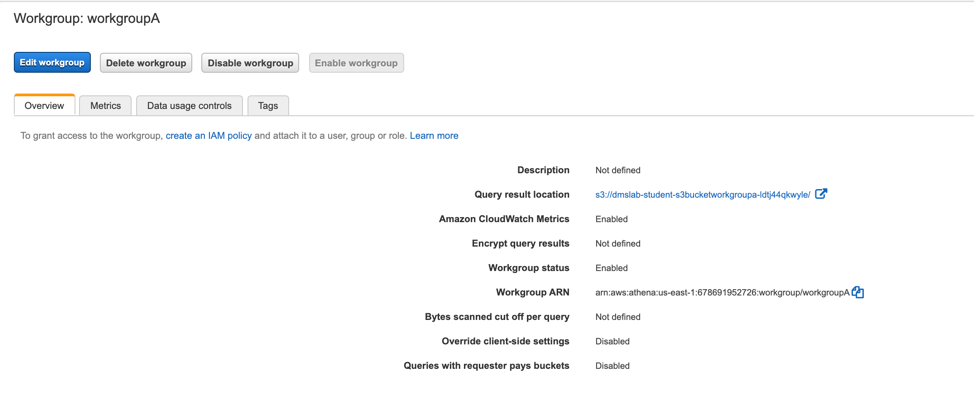 Workgroup: workgroupA
Edit workgroup Delete workgroup Disable workgroup Enable workgroup
Overview Metrics Data usage controls Tags
To grant access to the workgroup, create an IAM policy and attach it to a user, group or role. Learn more
Description Not defined
Query result location s3://dmslab-student-s3bucketworkgroupa-ldtj44qkwyle/
Amazon CloudWatch Metrics Enabled
Encrypt query results Not defined
Workgroup status Enabled
Workgroup ARN arn:aws:athena:us-east-1:678691952726:workgroup/workgroupA
Bytes scanned cut off per query Not defined
Override client-side settings Disabled
Queries with requester pays buckets Disabled